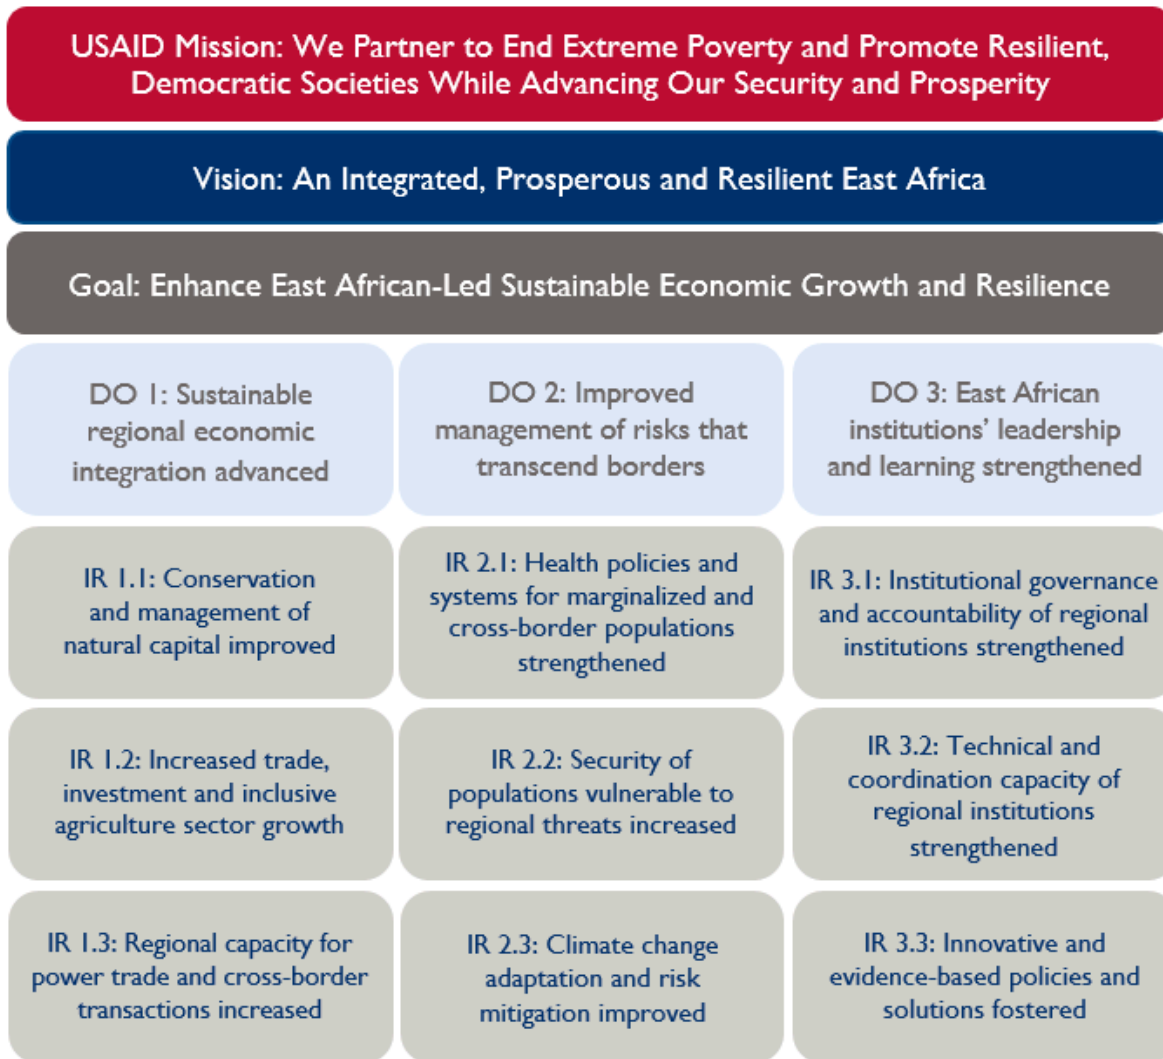 USAID Mission: We Partner to End Extreme Poverty and Promote Resilient,
Democratic Societies While Advancing Our Security and Prosperity
Vision: An Integrated, Prosperous and Resilient East Africa
Goal: Enhance East African-Led Sustainable Economic Growth and Resilience
DO 1: Sustainable
regional economic
integration advanced
DO 2: Improved
management of risks that
transcend borders
DO 3: East African
institutions' leadership
and learning strengthened
IR 1.1: Conservation
and management of
natural capital improved
IR 2.1: Health policies and
systems for marginalized and
cross-border populations
strengthened
IR 3.1: Institutional governance
and accountability of regional
institutions strengthened
IR 1.2: Increased trade,
investment and inclusive
agriculture sector growth
IR 2.2: Security of
populations vulnerable to
regional threats increased
IR 3.2: Technical and
coordination capacity of
regional institutions
strengthened
IR 1.3: Regional capacity for
power trade and cross-border
transactions increased
IR 2.3: Climate change
adaptation and risk
mitigation improved
IR 3.3: Innovative and
evidence-based policies and
solutions fostered